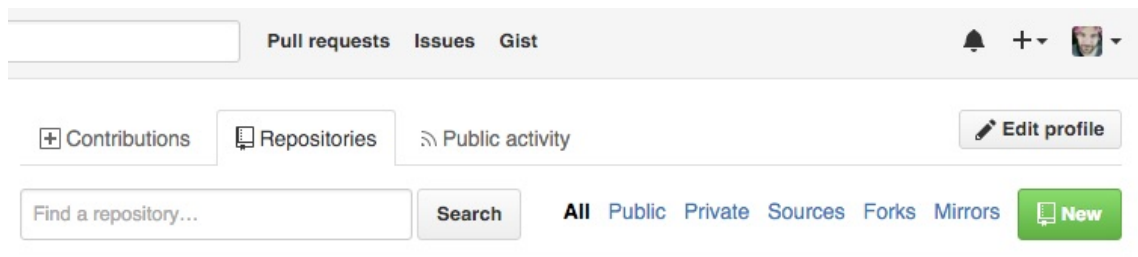 Pull requests Issues Gist
Contributions Repositories Public activity Edit profile
Find a repository... Search All Public Private Sources Forks Mirrors New